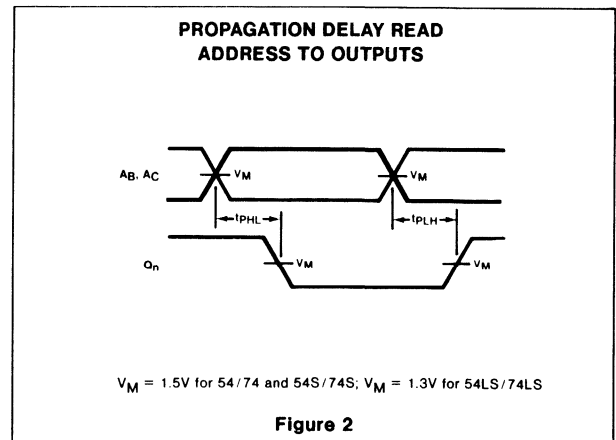 PROPAGATION DELAY READ
ADDRESS TO OUTPUTS
AB, AC
VM
VM
tPHL
tPLH
Qn
VM
VM
VM = 1.5V for 54/74 and 54S/74S; VM = 1.3V for 54LS/74LS
Figure 2